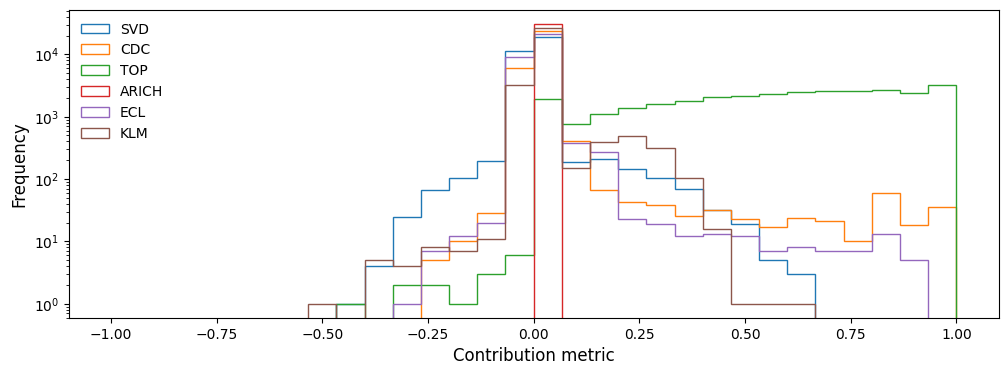 SVD
CDC
TOP
ARICH
ECL
KLM
10⁴
10³
10²
10¹
10⁰
Frequency
−1.00 −0.75 −0.50 −0.25 0.00 0.25 0.50 0.75 1.00
Contribution metric